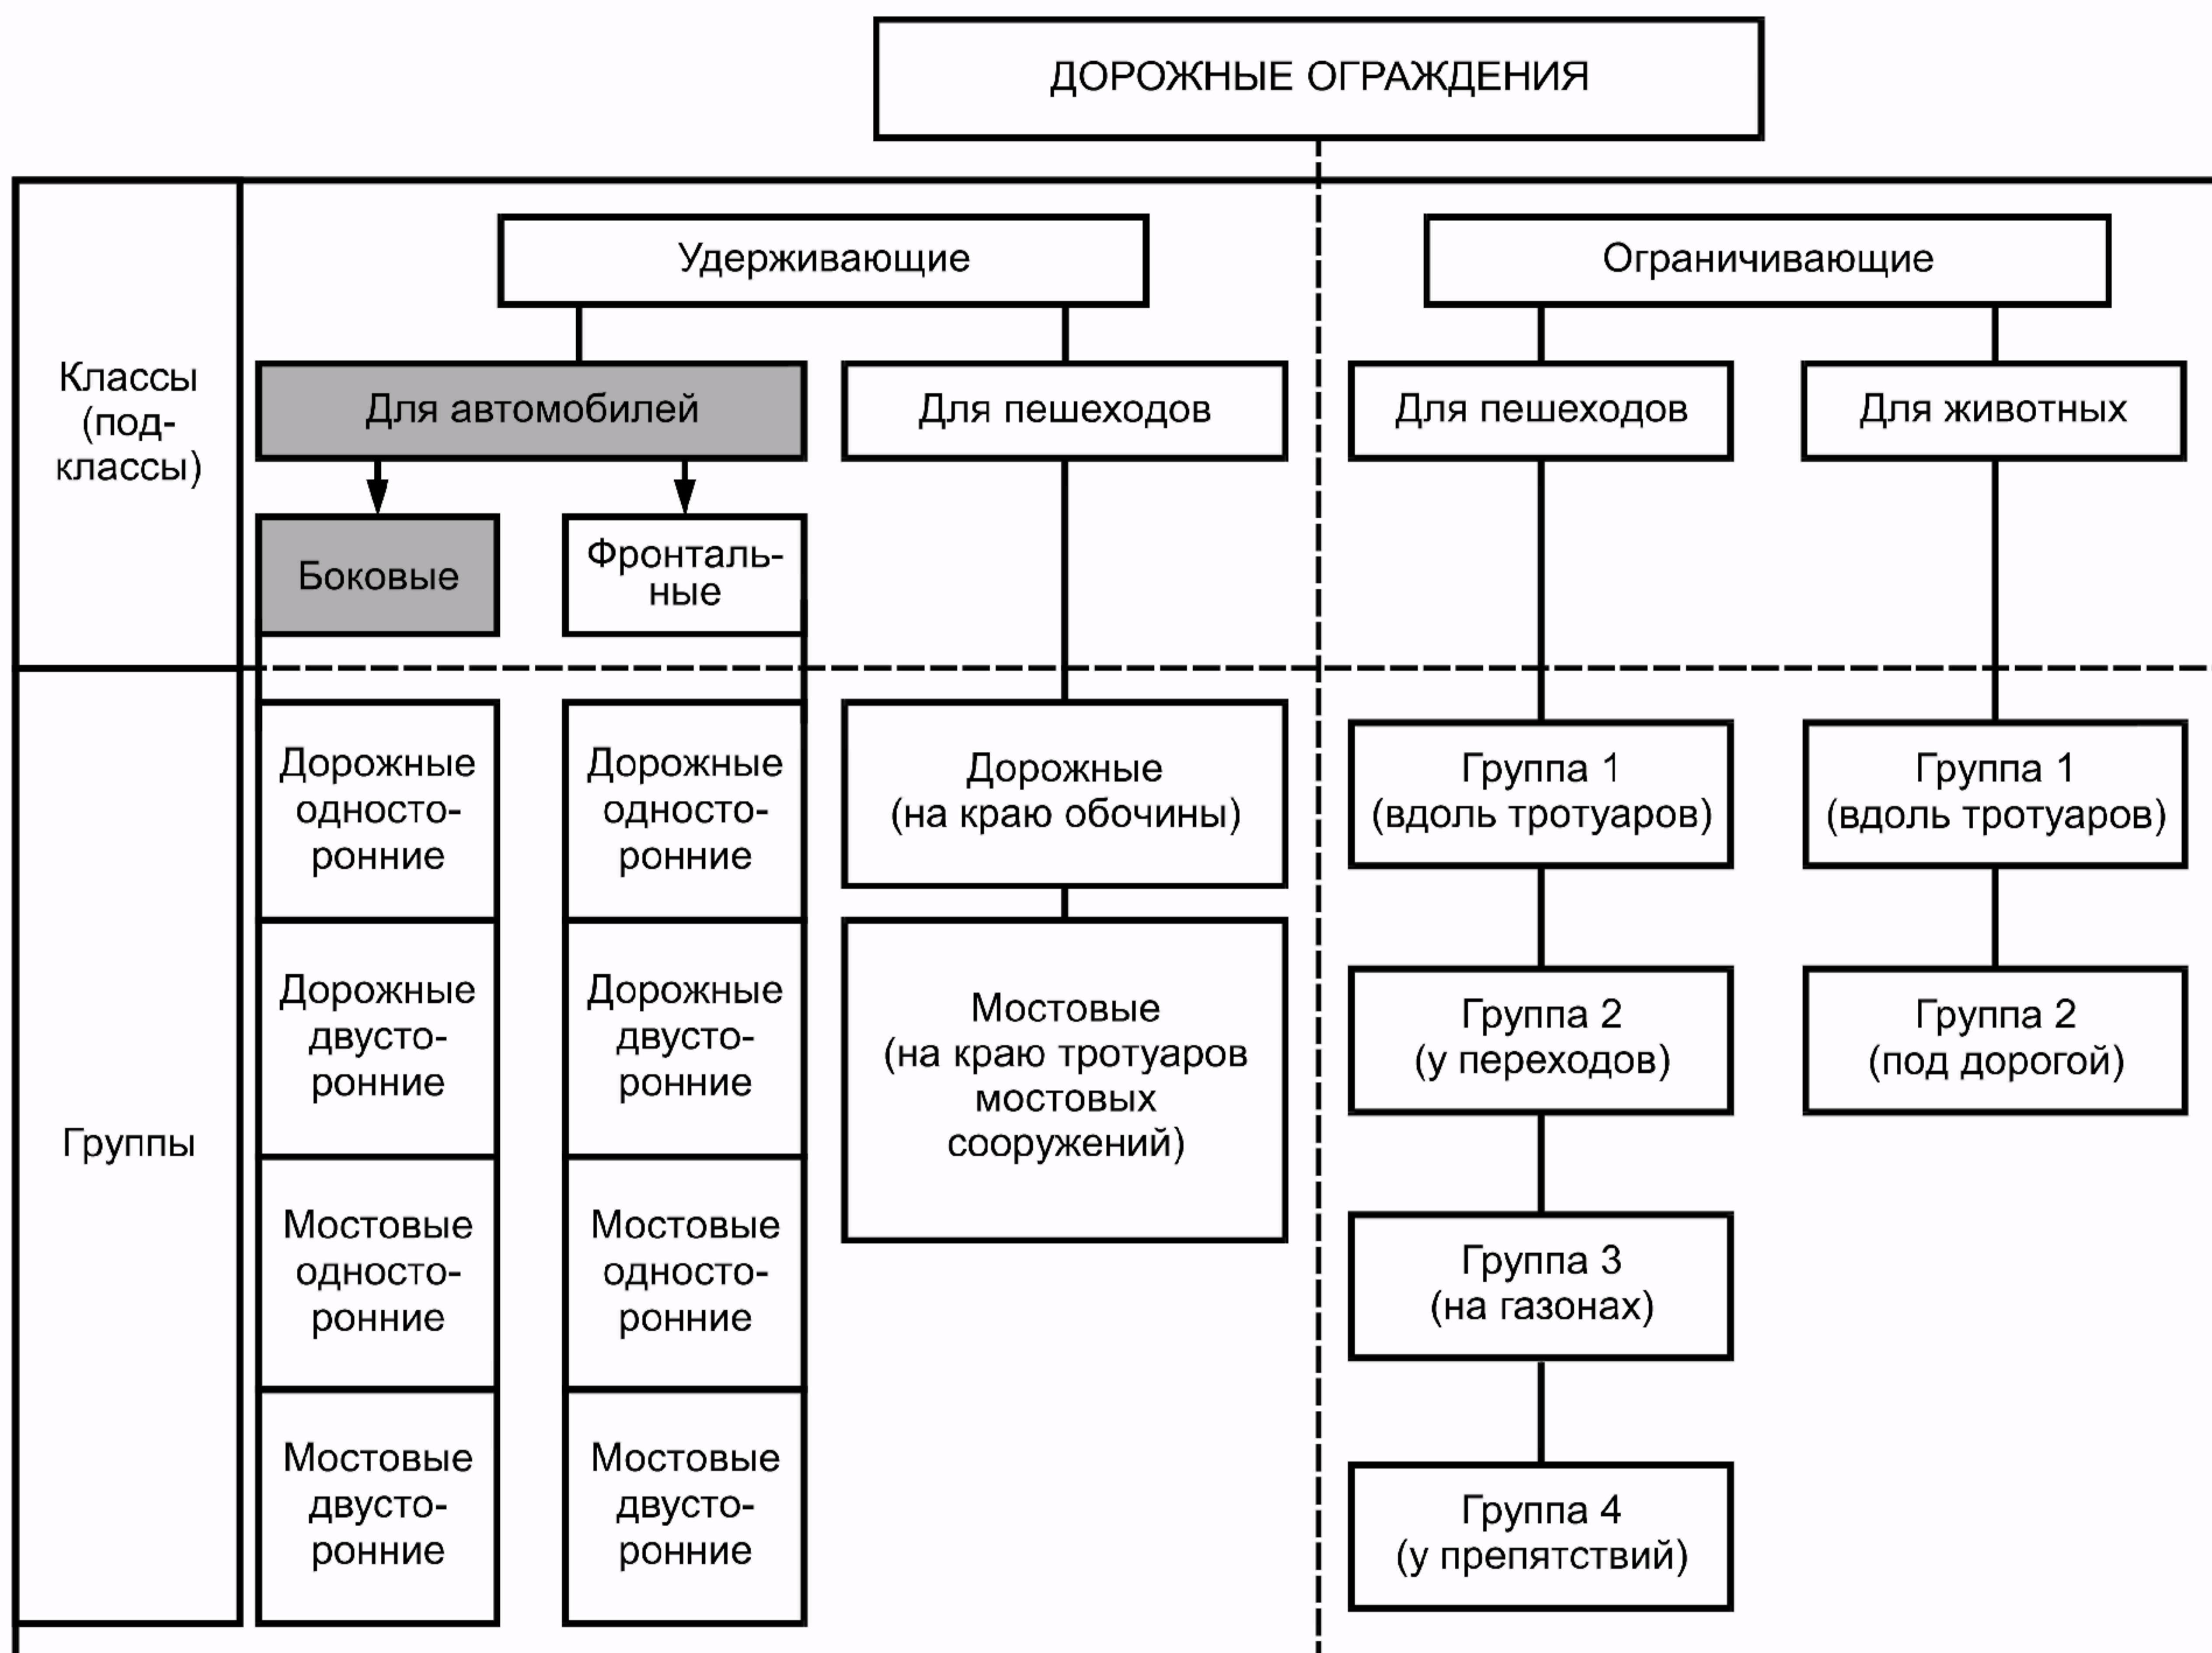 ДОРОЖНЫЕ ОГРАЖДЕНИЯ
Классы
(под-
классы)
Удерживающие
Ограничивающие
Для автомобилей
Для пешеходов
Для пешеходов
Для животных
Боковые
Фронталь-
ные
Группы
Дорожные
односто-
ронние
Дорожные
двусто-
ронние
Мостовые
односто-
ронние
Мостовые
двусто-
ронние
Дорожные
односто-
ронние
Дорожные
двусто-
ронние
Мостовые
односто-
ронние
Мостовые
двусто-
ронние
Дорожные
(на краю обочины)
Мостовые
(на краю тротуаров
мостовых
сооружений)
Группа 1
(вдоль тротуаров)
Группа 2
(у переходов)
Группа 3
(на газонах)
Группа 4
(у препятствий)
Группа 1
(вдоль тротуаров)
Группа 2
(под дорогой)